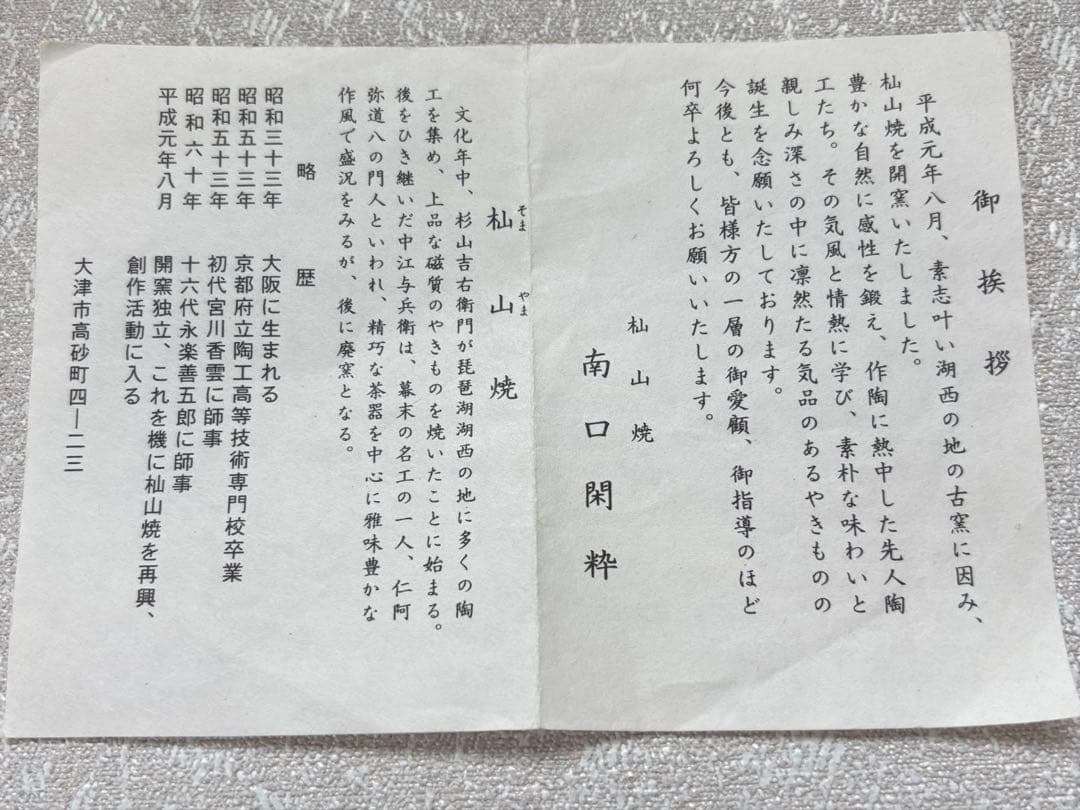 御挨拶
平成元年八月、素志叶い湖西の地の古窯に因み、
杣山焼を開窯いたしました。
豊かな自然に感性を鍛え、作陶に熱中した先人陶
工たち。その気風と情熱に学び、素朴な味わいと
親しみ深さの中に凛然たる気品のあるやきものの
誕生を念願いたしております。
今後とも、皆様方の一層の御愛顧、御指導のほど
何卒よろしくお願いいたします。
杣山焼
南口閑粋
杣山焼
そま やま
文化年中、杉山吉右衛門が琵琶湖湖西の地に多くの陶
工を集め、上品な磁質のやきものを焼いたことに始まる。
後をひき継いだ中江与兵衛は、幕末の名工の一人、仁阿
弥道八の門人といわれ、精巧な茶器を中心に雅味豊かな
作風で盛況をみるが、後に廃窯となる。
略歴
昭和三十三年 大阪に生まれる
昭和五十三年 京都府立陶工高等技術専門校卒業
昭和五十三年 初代宮川香雲に師事
昭和六十年 十六代永楽善五郎に師事
平成元年八月 開窯独立、これを機に杣山焼を再興、
創作活動に入る
大津市高砂町四―二三